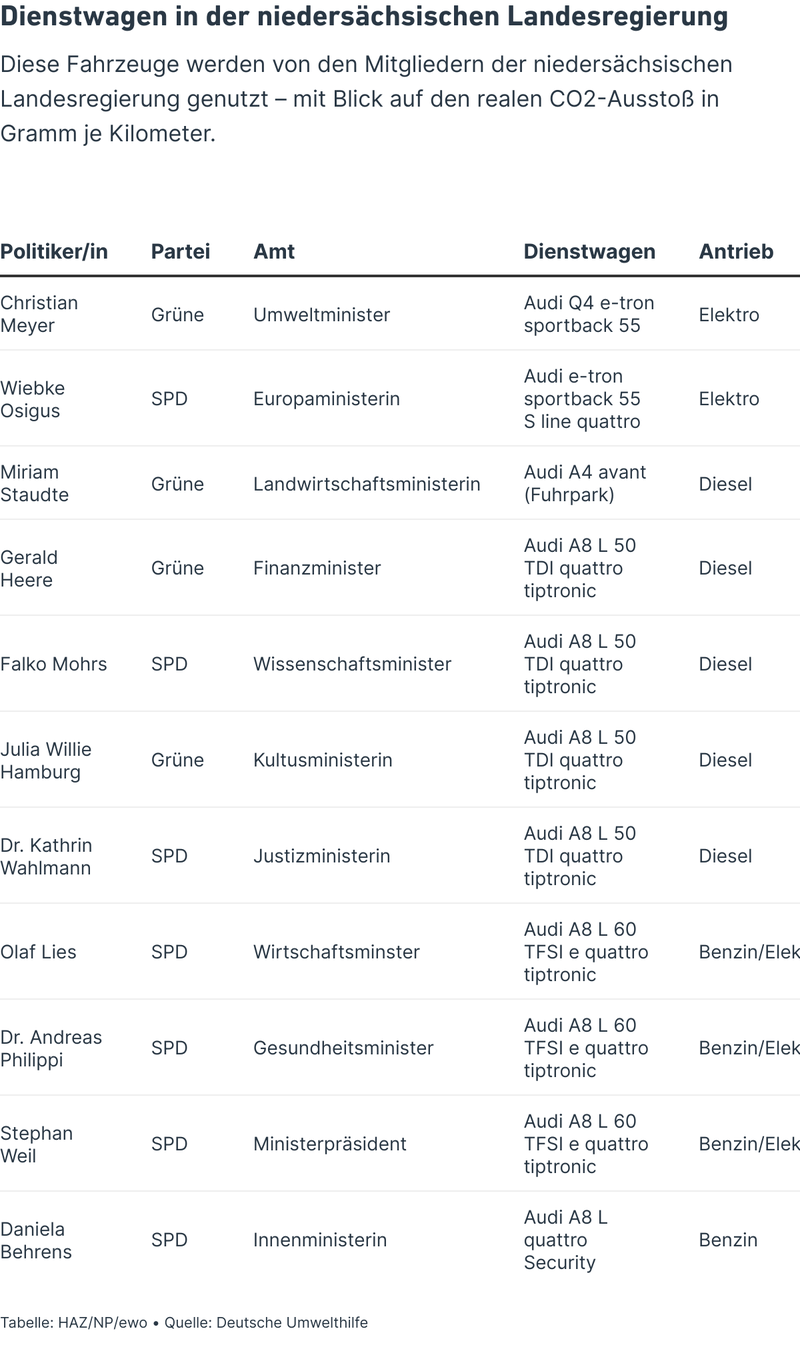 Dienstwagen in der niedersächsischen Landesregierung
Diese Fahrzeuge werden von den Mitgliedern der niedersächsischen
Landesregierung genutzt – mit Blick auf den realen CO2-Ausstoß in
Gramm je Kilometer.
Politiker/in Partei Amt Dienstwagen Antrieb
Christian Meyer Grüne Umweltminister Audi Q4 e-tron sportback 55 Elektro
Wiebke Osigus SPD Europaministerin Audi e-tron sportback 55 S line quattro Elektro
Miriam Staudte Grüne Landwirtschaftsministerin Audi A4 avant (Fuhrpark) Diesel
Gerald Heere Grüne Finanzminister Audi A8 L 50 TDI quattro tiptronic Diesel
Falko Mohrs SPD Wissenschaftsminister Audi A8 L 50 TDI quattro tiptronic Diesel
Julia Willie Hamburg Grüne Kultusministerin Audi A8 L 50 TDI quattro tiptronic Diesel
Dr. Kathrin Wahlmann SPD Justizministerin Audi A8 L 50 TDI quattro tiptronic Diesel
Olaf Lies SPD Wirtschaftsminster Audi A8 L 60 TFSI e quattro tiptronic Benzin/Elek
Dr. Andreas Philippi SPD Gesundheitsminister Audi A8 L 60 TFSI e quattro tiptronic Benzin/Elek
Stephan Weil SPD Ministerpräsident Audi A8 L 60 TFSI e quattro tiptronic Benzin/Elek
Daniela Behrens SPD Innenministerin Audi A8 L quattro Security Benzin
Tabelle: HAZ/NP/ewo • Quelle: Deutsche Umwelthilfe